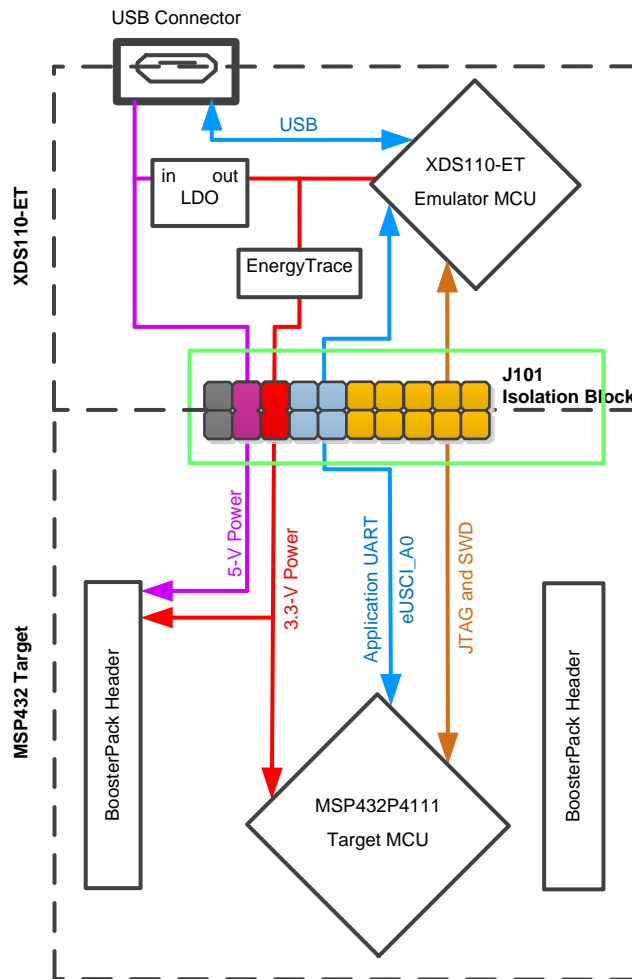 USB Connector
USB
XDS110-ET
Emulator MCU
in out
LDO
EnergyTrace
XDS110-ET
J101
Isolation Block
5-V Power
3.3-V Power
Application UART
eUSCI_A0
JTAG and SWD
MSP432 Target
BoosterPack Header
MSP432P4111
Target MCU
BoosterPack Header